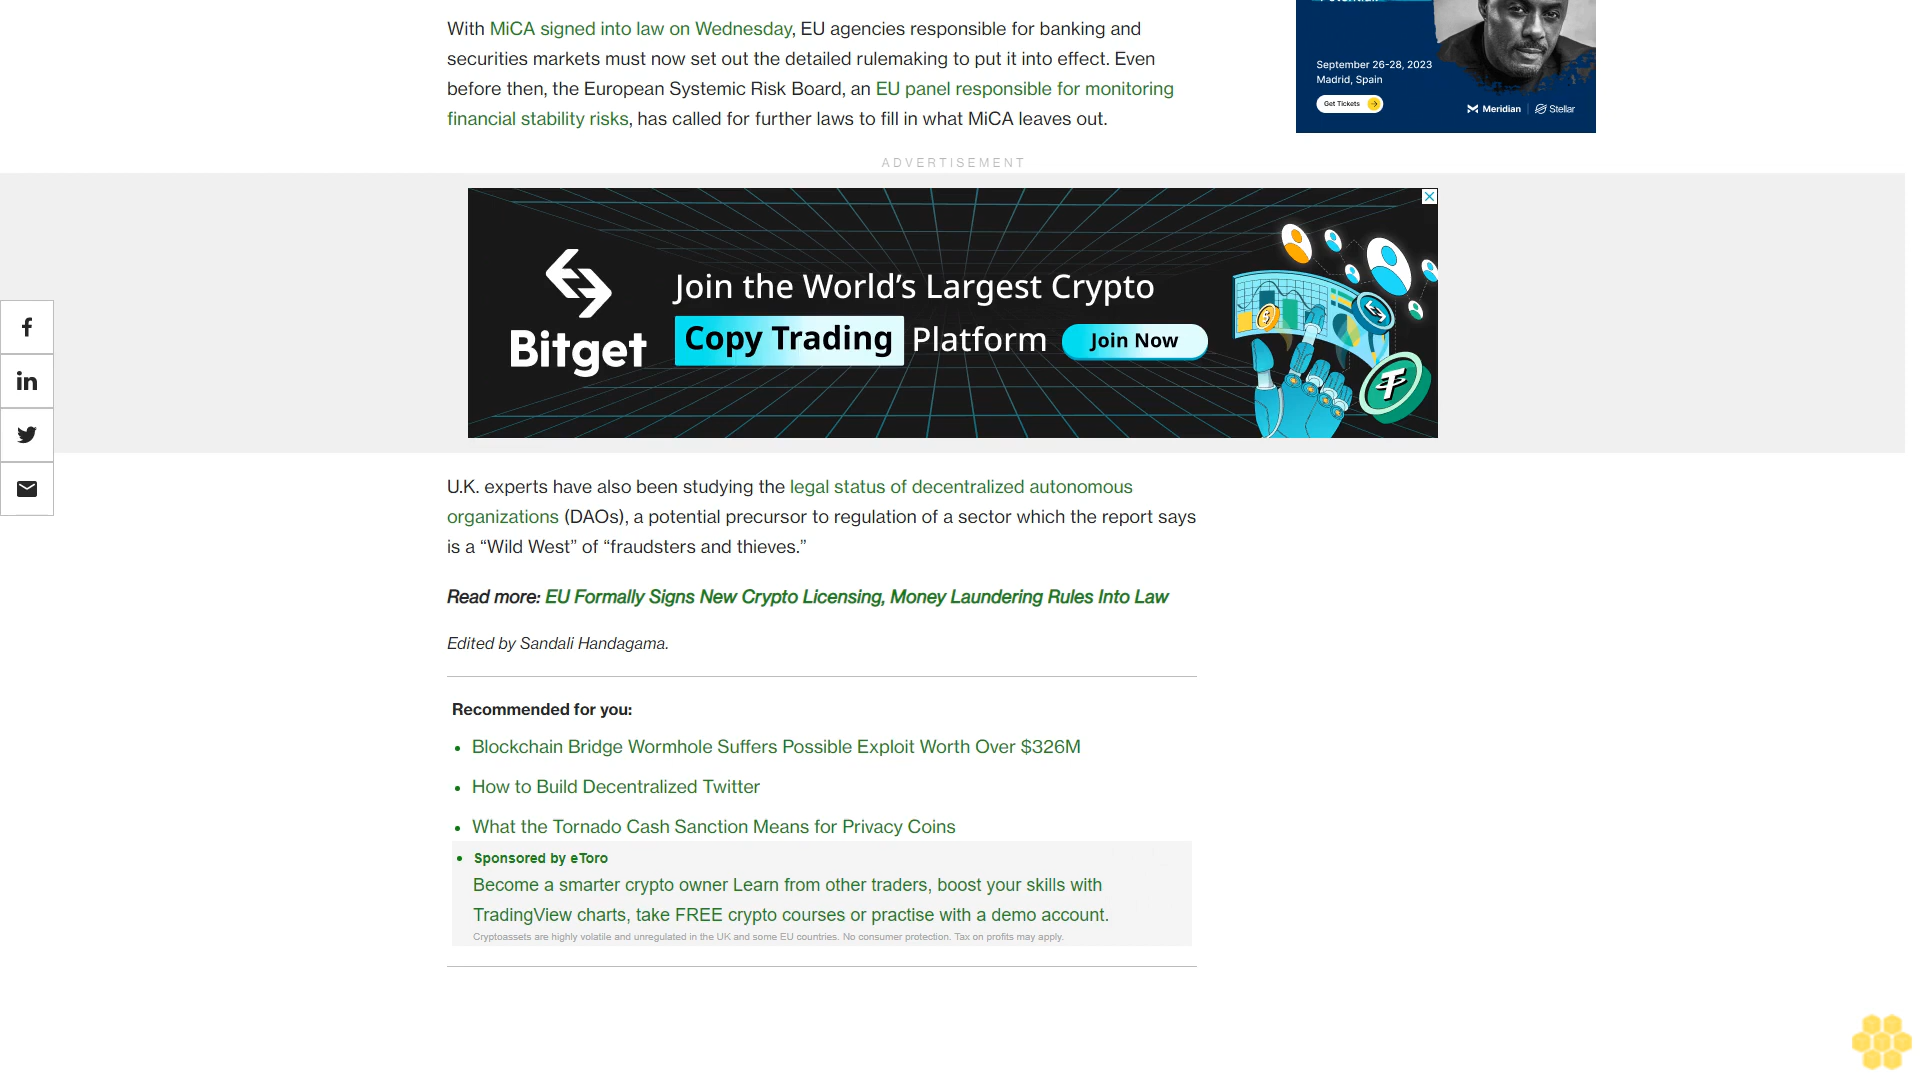 With MiCA signed into law on Wednesday, EU agencies responsible for banking and
securities markets must now set out the detailed rulemaking to put it into effect. Even
before then, the European Systemic Risk Board, an EU panel responsible for monitoring
financial stability risks, has called for further laws to fill in what MiCA leaves out.
September 26-28, 2023
Madrid, Spain
Get Tickets
Meridian
Stellar
ADVERTISEMENT
Bitget
Join the World's Largest Crypto
Copy Trading Platform
Join Now
U.K. experts have also been studying the legal status of decentralized autonomous
organizations (DAOs), a potential precursor to regulation of a sector which the report says
is a “Wild West” of “fraudsters and thieves.”
Read more: EU Formally Signs New Crypto Licensing, Money Laundering Rules Into Law
Edited by Sandali Handagama.
Recommended for you:
• Blockchain Bridge Wormhole Suffers Possible Exploit Worth Over $326M
• How to Build Decentralized Twitter
• What the Tornado Cash Sanction Means for Privacy Coins
• Sponsored by eToro
Become a smarter crypto owner Learn from other traders, boost your skills with
TradingView charts, take FREE crypto courses or practise with a demo account.
Cryptoassets are highly volatile and unregulated in the UK and some EU countries. No consumer protection. Tax on profits may apply.